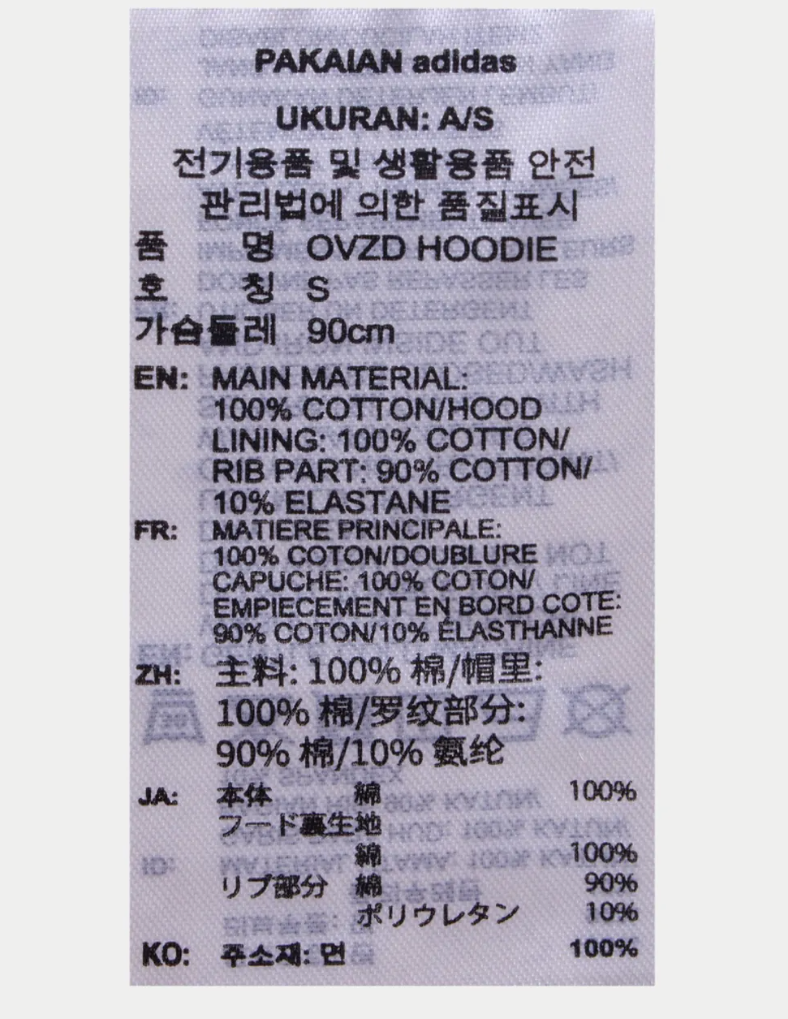 PAKAIAN adidas
UKURAN: A/S
전기용품 및 생활용품 안전
관리법에 의한 품질표시
품 명 OVZD HOODIE
호 칭 S
가슴둘레 90cm
EN: MAIN MATERIAL:
100% COTTON/HOOD
LINING: 100% COTTON/
RIB PART: 90% COTTON/
10% ELASTANE
FR: MATIERE PRINCIPALE:
100% COTON/DOUBLURE
CAPUCHE: 100% COTON/
EMPIECEMENT EN BORD COTE:
90% COTON/10% ELASTHANNE
ZH: 主料: 100% 棉/帽里:
100% 棉/罗纹部分:
90% 棉/10% 氨纶
JA: 本体 綿 100%
フード裏生地
綿 100%
リブ部分 綿 90%
ポリウレタン 10%
KO: 주소재: 면 100%